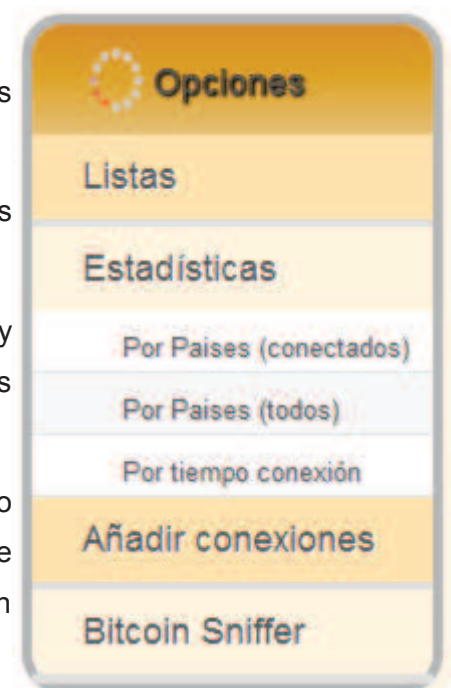 s
Opciones
Listas
s
Estadísticas
y
Por Paises (conectados)
s
Por Paises (todos)
Por tiempo conexión
o
Añadir conexiones
e
n
Bitcoin Sniffer